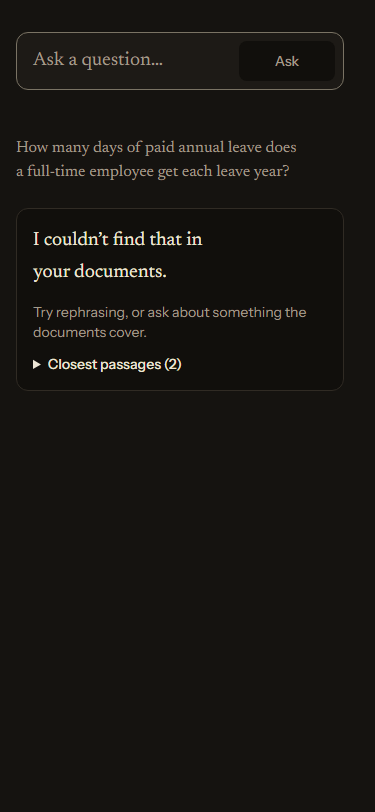 Ask a question...
Ask
How many days of paid annual leave does
a full-time employee get each leave year?
I couldn’t find that in
your documents.
Try rephrasing, or ask about something the
documents cover.
▶ Closest passages (2)